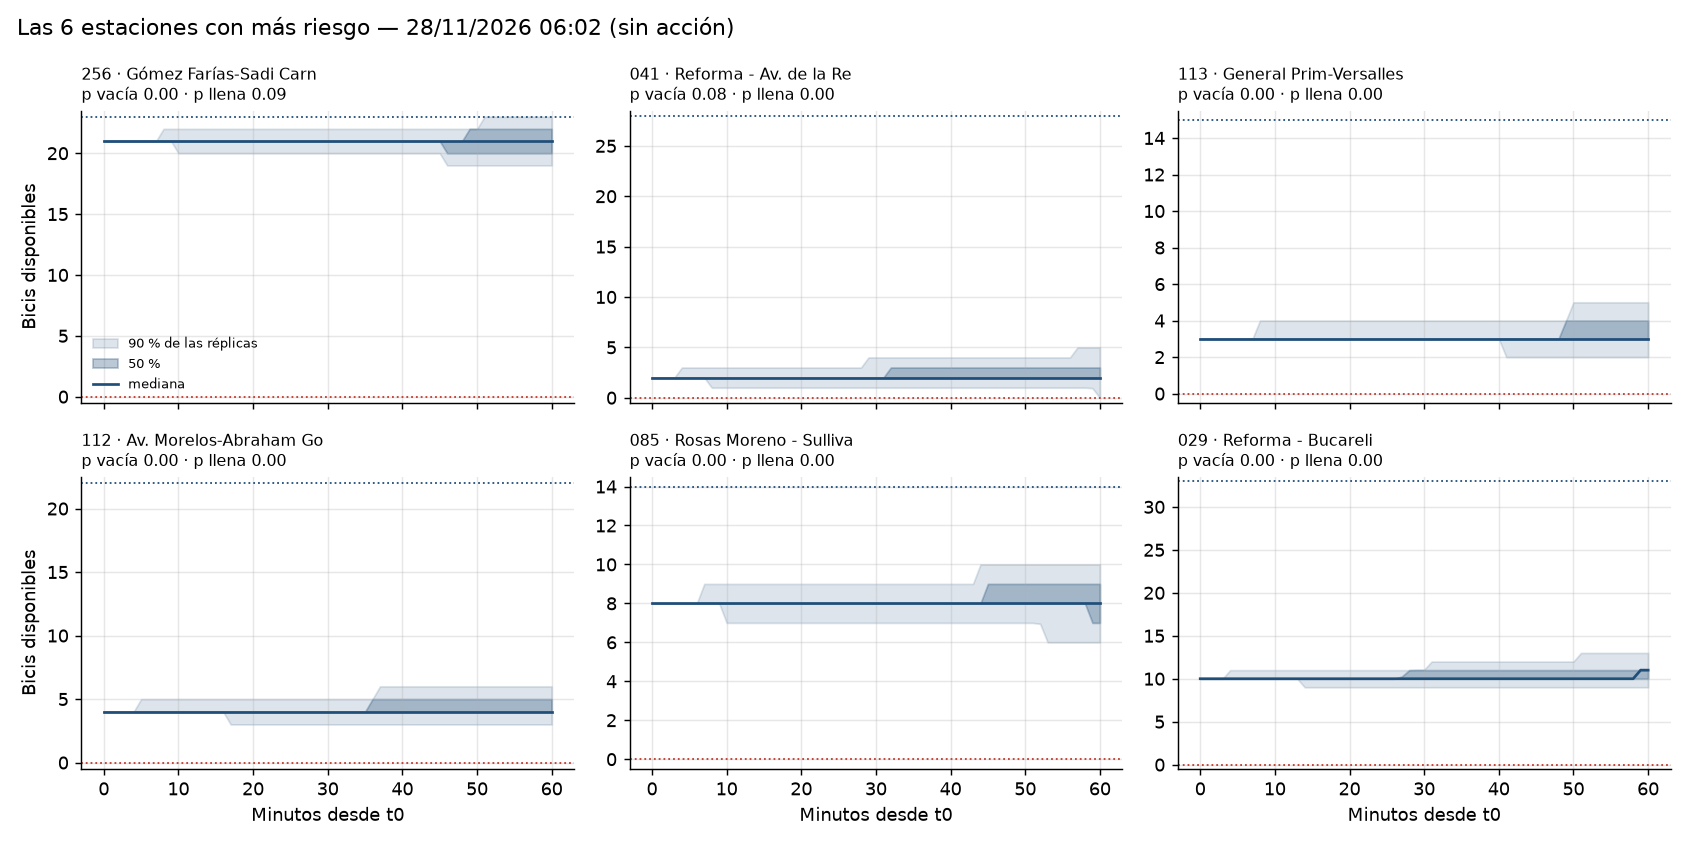 Las 6 estaciones con más riesgo — 28/11/2026 06:02 (sin acción)
256 · Gómez Farías-Sadi Carn
p vacía 0.00 · p llena 0.09
20
15
10
5
0
Bicis disponibles
90 % de las réplicas
50 %
mediana
0 10 20 30 40 50 60
041 · Reforma - Av. de la Re
p vacía 0.08 · p llena 0.00
25
20
15
10
5
0
113 · General Prim-Versalles
p vacía 0.00 · p llena 0.00
14
12
10
8
6
4
2
0
112 · Av. Morelos-Abraham Go
p vacía 0.00 · p llena 0.00
20
15
10
5
0
Bicis disponibles
0 10 20 30 40 50 60
Minutos desde t0
085 · Rosas Moreno - Sulliva
p vacía 0.00 · p llena 0.00
14
12
10
8
6
4
2
0
0 10 20 30 40 50 60
Minutos desde t0
029 · Reforma - Bucareli
p vacía 0.00 · p llena 0.00
30
25
20
15
10
5
0
0 10 20 30 40 50 60
Minutos desde t0